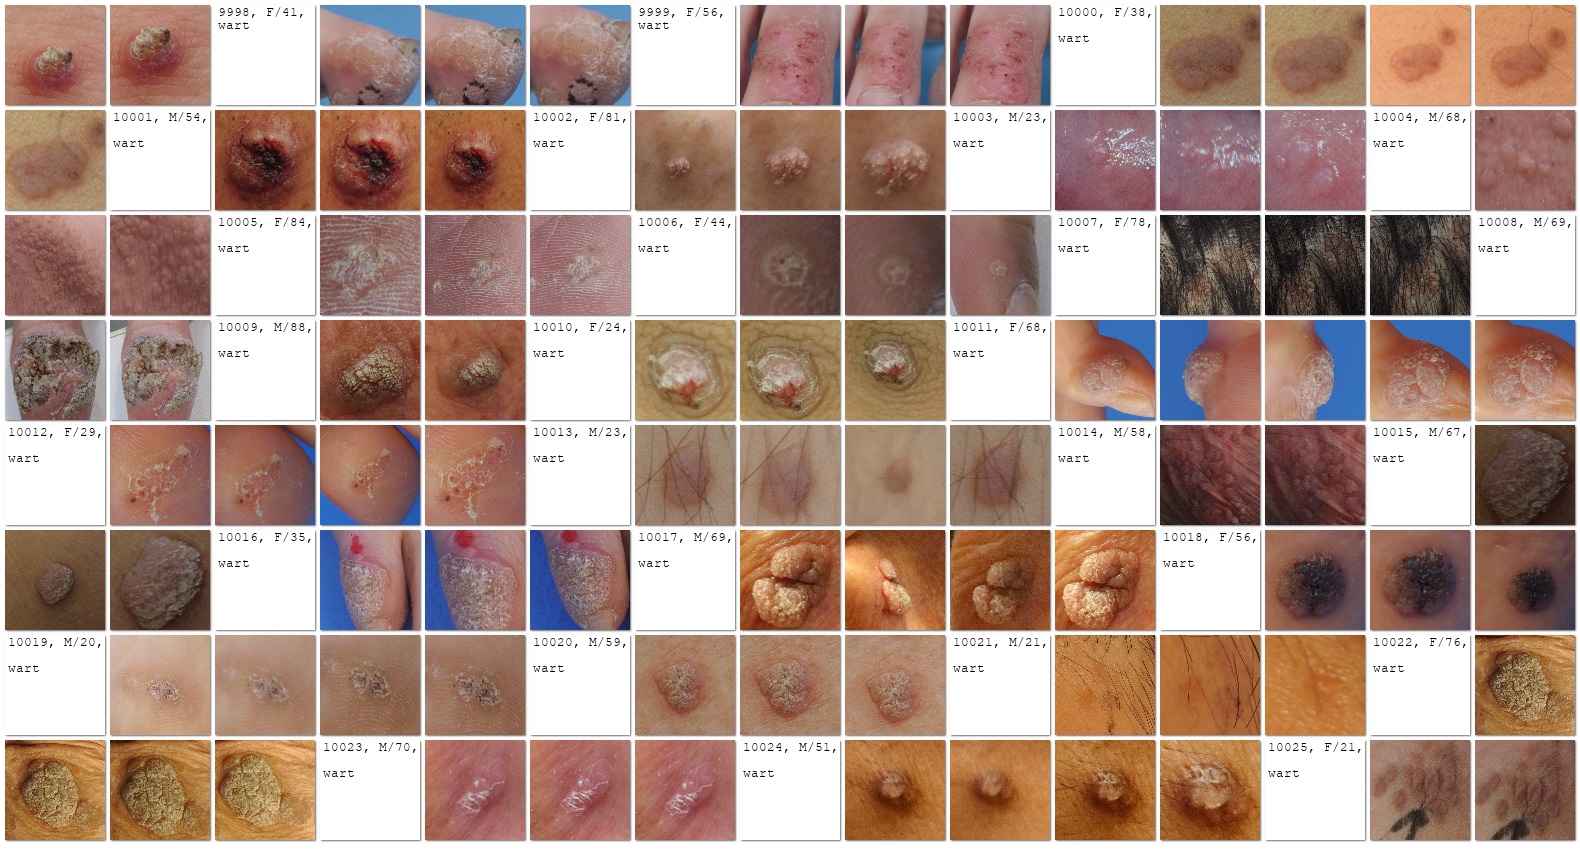 9998, F/41,
wart
9999, F/56,
wart
10000, F/38,
wart
10001, M/54,
wart
10002, F/81,
wart
10003, M/23,
wart
10004, M/68,
wart
10005, F/84,
wart
10006, F/44,
wart
10007, F/78,
wart
10008, M/69,
wart
10009, M/88,
wart
10010, F/24,
wart
10011, F/68,
wart
10012, F/29,
wart
10013, M/23,
wart
10014, M/58,
wart
10015, M/67,
wart
10016, F/35,
wart
10017, M/69,
wart
10018, F/56,
wart
10019, M/20,
wart
10020, M/59,
wart
10021, M/21,
wart
10022, F/76,
wart
10023, M/70,
wart
10024, M/51,
wart
10025, F/21,
wart